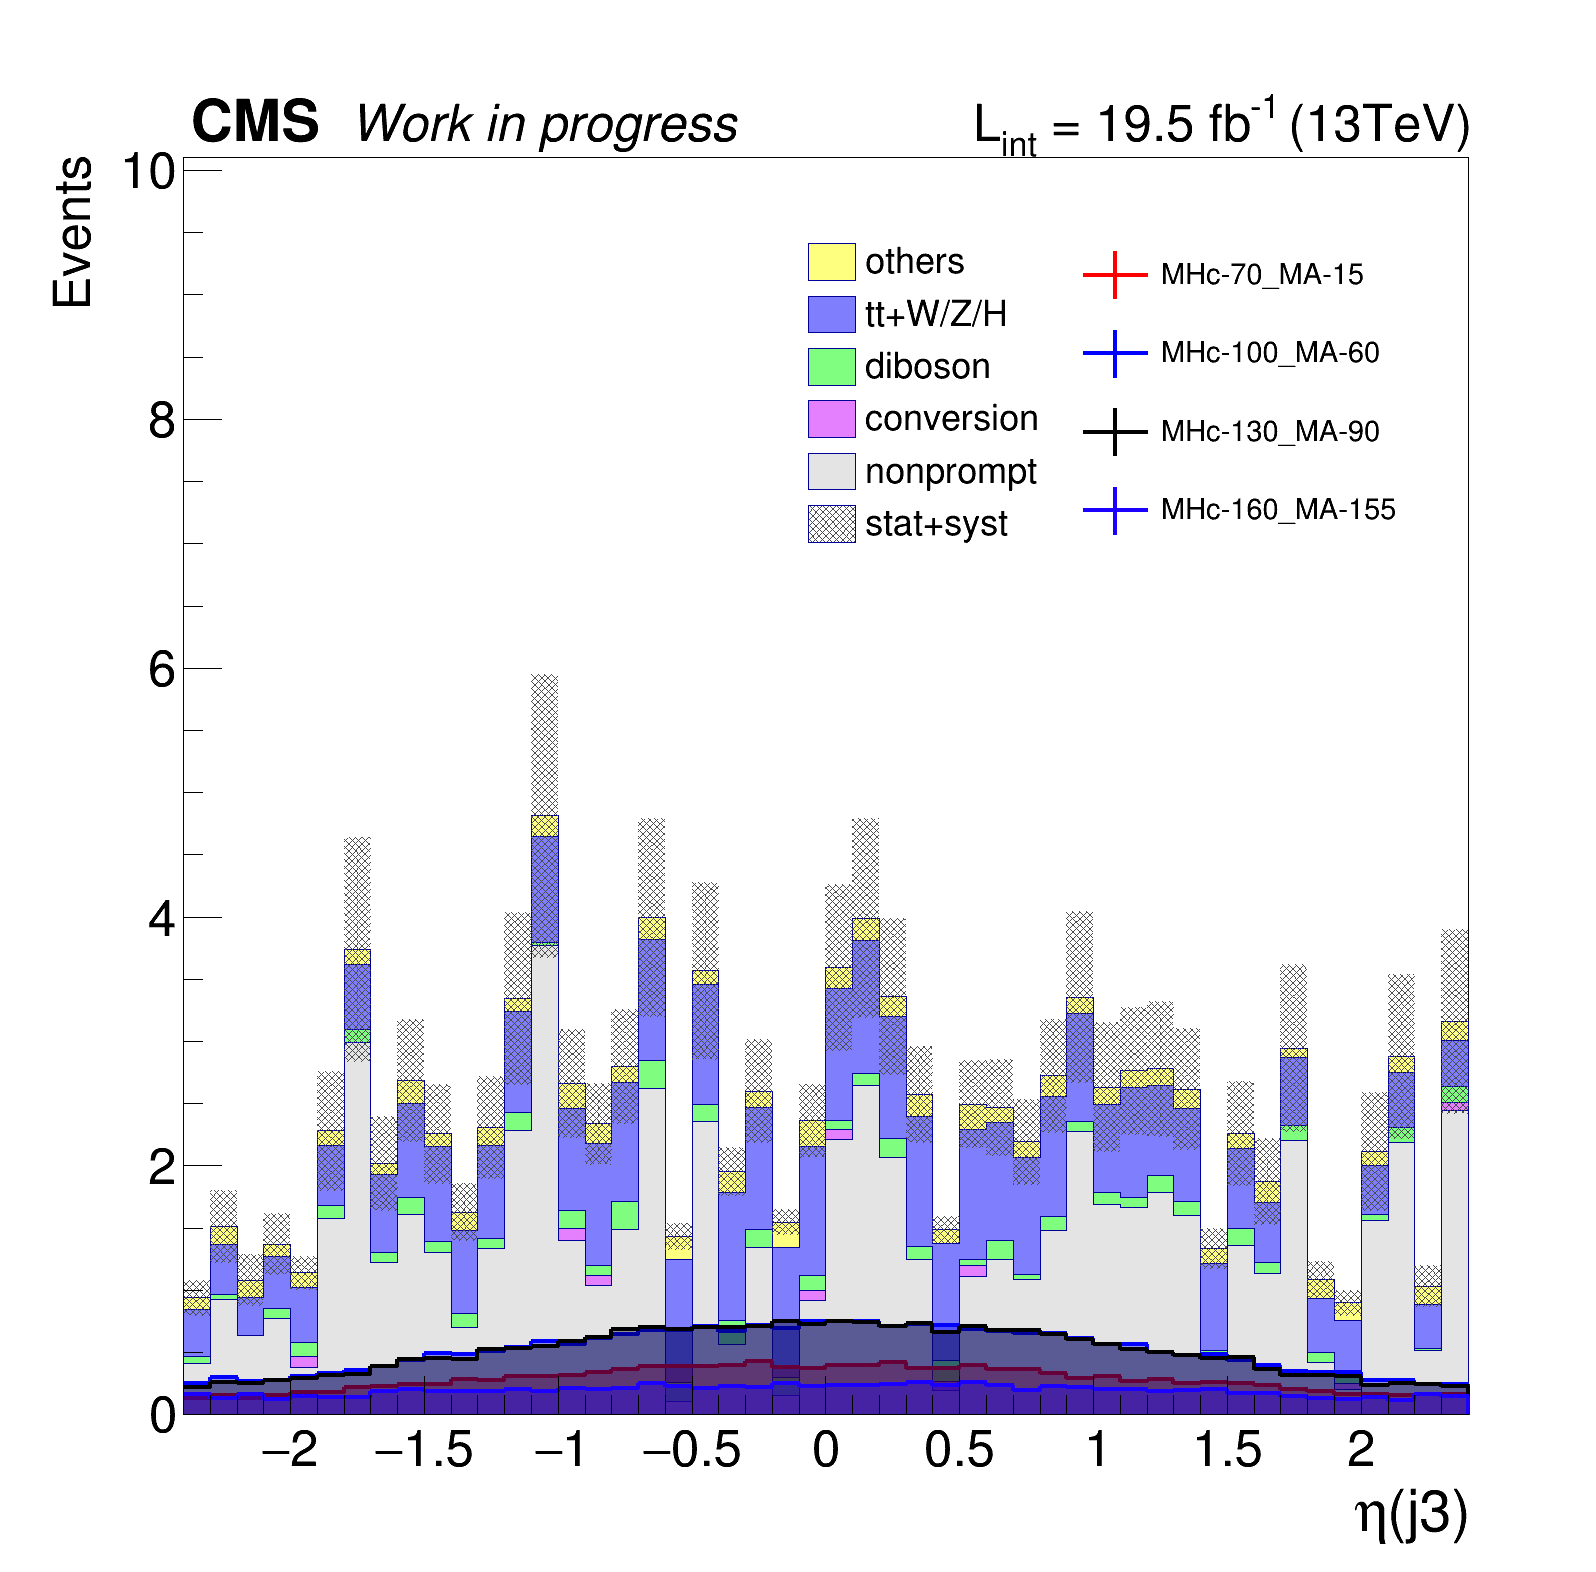 CMS Work in progress
L_int = 19.5 fb^-1 (13TeV)
Events
10
8
6
4
2
0
others
tt+W/Z/H
diboson
conversion
nonprompt
stat+syst
MHc-70_MA-15
MHc-100_MA-60
MHc-130_MA-90
MHc-160_MA-155
−2 −1.5 −1 −0.5 0 0.5 1 1.5 2
η(j3)